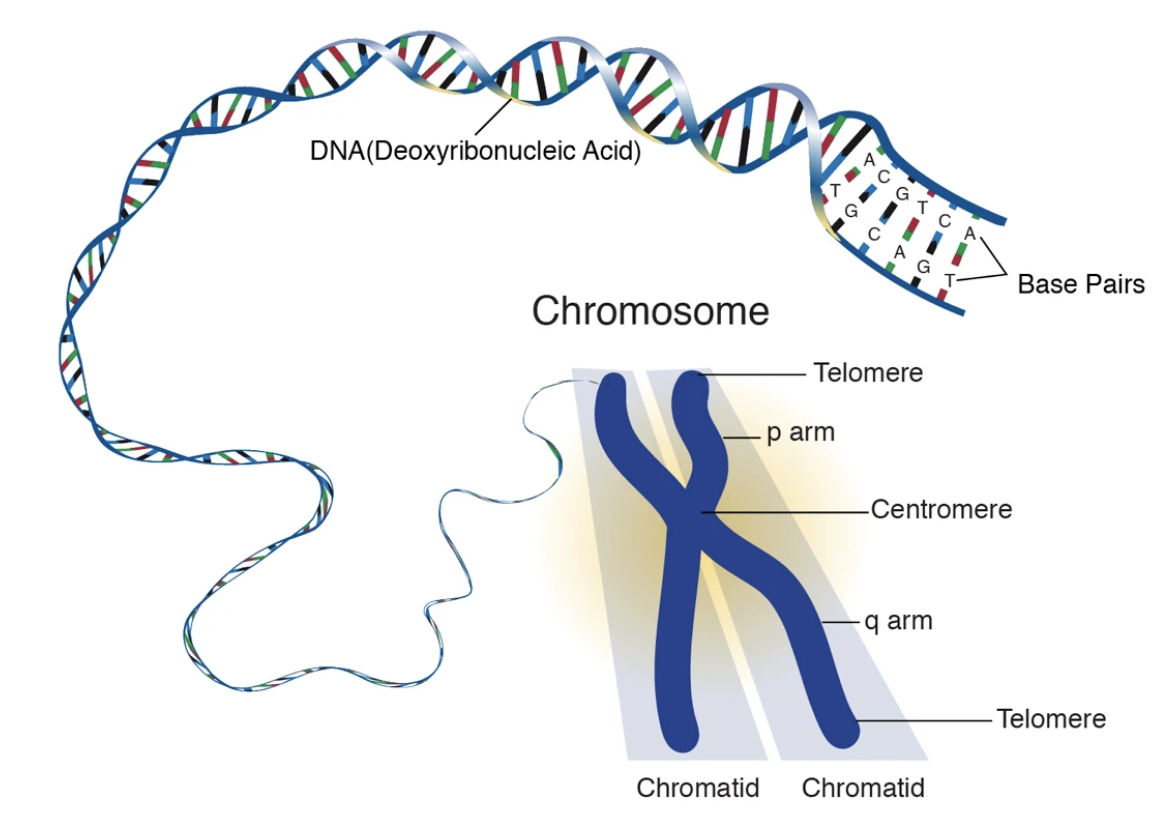 DNA(Deoxyribonucleic Acid)
A
C
G
T
C
A
T
G
C
A
G
T
Base Pairs
Chromosome
Telomere
p arm
Centromere
q arm
Telomere
Chromatid Chromatid